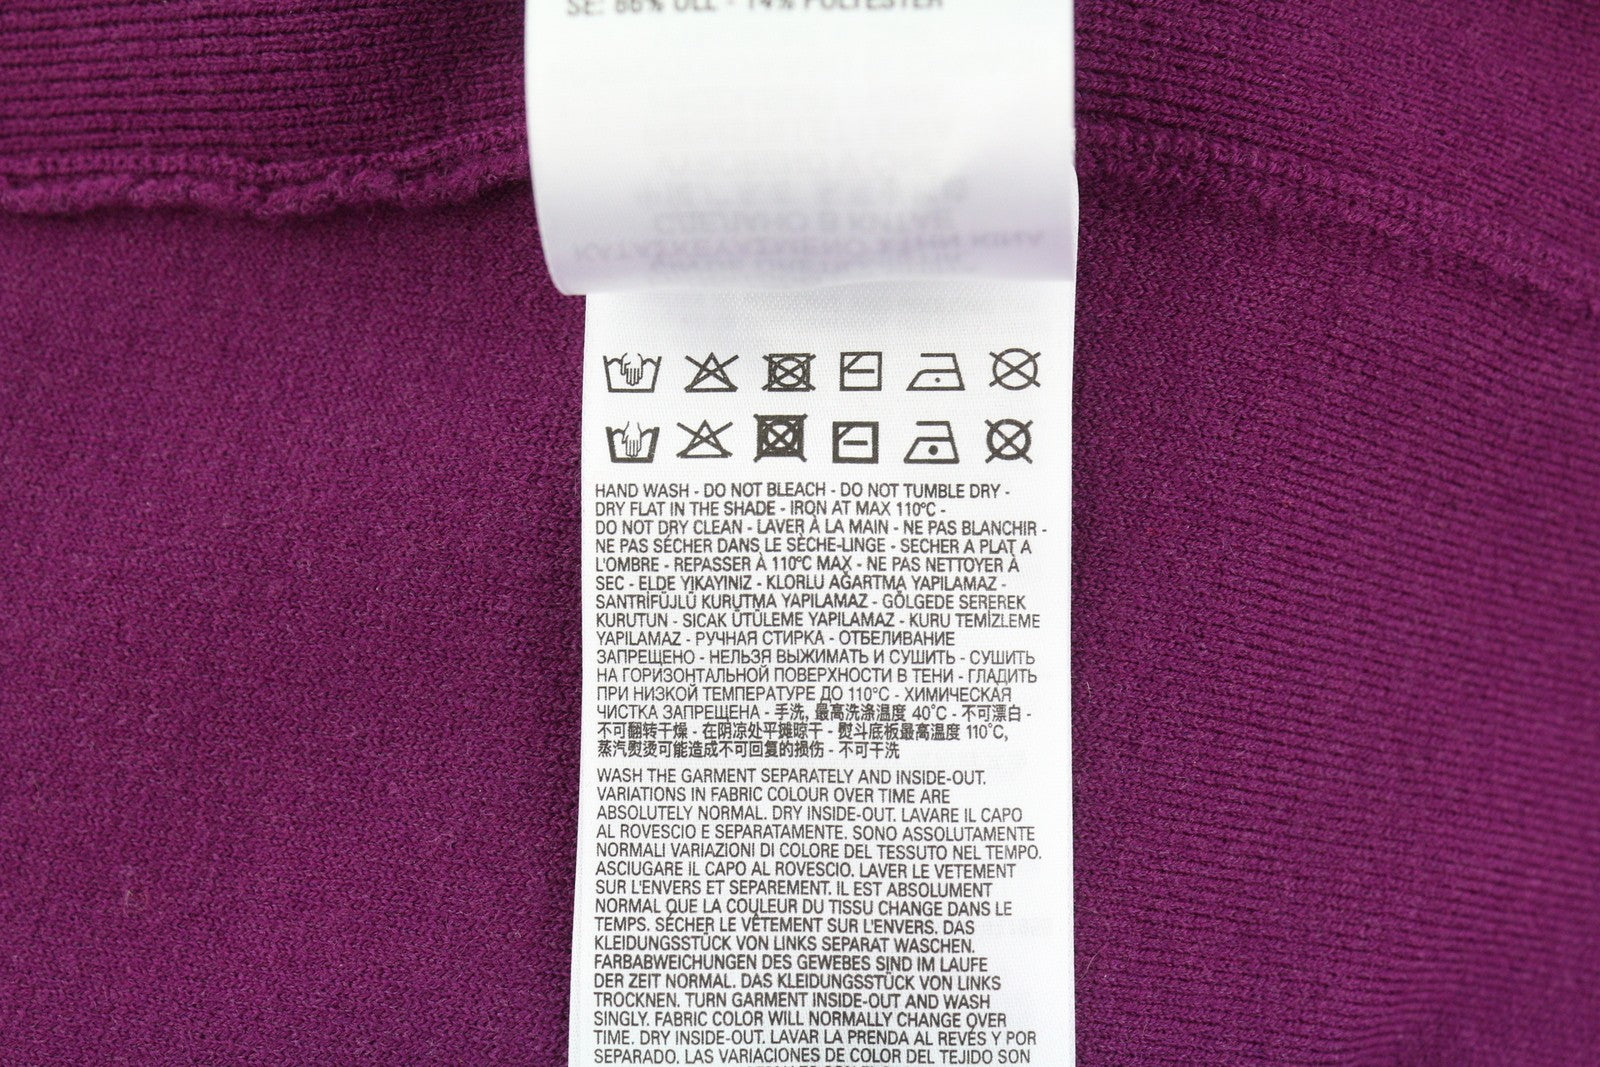 SE: 86% ULL - 14% POLYESTER
HAND WASH - DO NOT BLEACH - DO NOT TUMBLE DRY -
DRY FLAT IN THE SHADE - IRON AT MAX 110°C -
DO NOT DRY CLEAN - LAVER À LA MAIN - NE PAS BLANCHIR -
NE PAS SÉCHER DANS LE SÈCHE-LINGE - SECHER A PLAT A
L'OMBRE - REPASSER À 110°C MAX - NE PAS NETTOYER À
SEC - ELDE YIKAYINIZ - KLORLU AĞARTMA YAPILAMAZ -
SANTRİFÜJLÜ KURUTMA YAPILAMAZ - GÖLGEDE SEREREK
KURUTUN - SICAK ÜTÜLEME YAPILAMAZ - KURU TEMİZLEME
YAPILAMAZ - РУЧНАЯ СТИРКА - ОТБЕЛИВАНИЕ
ЗАПРЕЩЕНО - НЕЛЬЗЯ ВЫЖИМАТЬ И СУШИТЬ - СУШИТЬ
НА ГОРИЗОНТАЛЬНОЙ ПОВЕРХНОСТИ В ТЕНИ - ГЛАДИТЬ
ПРИ НИЗКОЙ ТЕМПЕРАТУРЕ ДО 110°C - ХИМИЧЕСКАЯ
ЧИСТКА ЗАПРЕЩЕНА - 手洗, 最高洗涤温度 40°C - 不可漂白 -
不可翻转干燥 - 在阴凉处平摊晾干 - 熨斗底板最高温度 110°C,
蒸汽熨烫可能造成不可回复的损伤 - 不可干洗
WASH THE GARMENT SEPARATELY AND INSIDE-OUT.
VARIATIONS IN FABRIC COLOUR OVER TIME ARE
ABSOLUTELY NORMAL. DRY INSIDE-OUT. LAVARE IL CAPO
AL ROVESCIO E SEPARATAMENTE. SONO ASSOLUTAMENTE
NORMALI VARIAZIONI DI COLORE DEL TESSUTO NEL TEMPO.
ASCIUGARE IL CAPO AL ROVESCIO. LAVER LE VETEMENT
SUR L'ENVERS ET SEPAREMENT. IL EST ABSOLUMENT
NORMAL QUE LA COULEUR DU TISSU CHANGE DANS LE
TEMPS. SÉCHER LE VÊTEMENT SUR L'ENVERS. DAS
KLEIDUNGSSTÜCK VON LINKS SEPARAT WASCHEN.
FARBABWEICHUNGEN DES GEWEBES SIND IM LAUFE
DER ZEIT NORMAL. DAS KLEIDUNGSSTÜCK VON LINKS
TROCKNEN. TURN GARMENT INSIDE-OUT AND WASH
SINGLY. FABRIC COLOR WILL NORMALLY CHANGE OVER
TIME. DRY INSIDE-OUT. LAVAR LA PRENDA AL REVÉS Y POR
SEPARADO. LAS VARIACIONES DE COLOR DEL TEJIDO SON